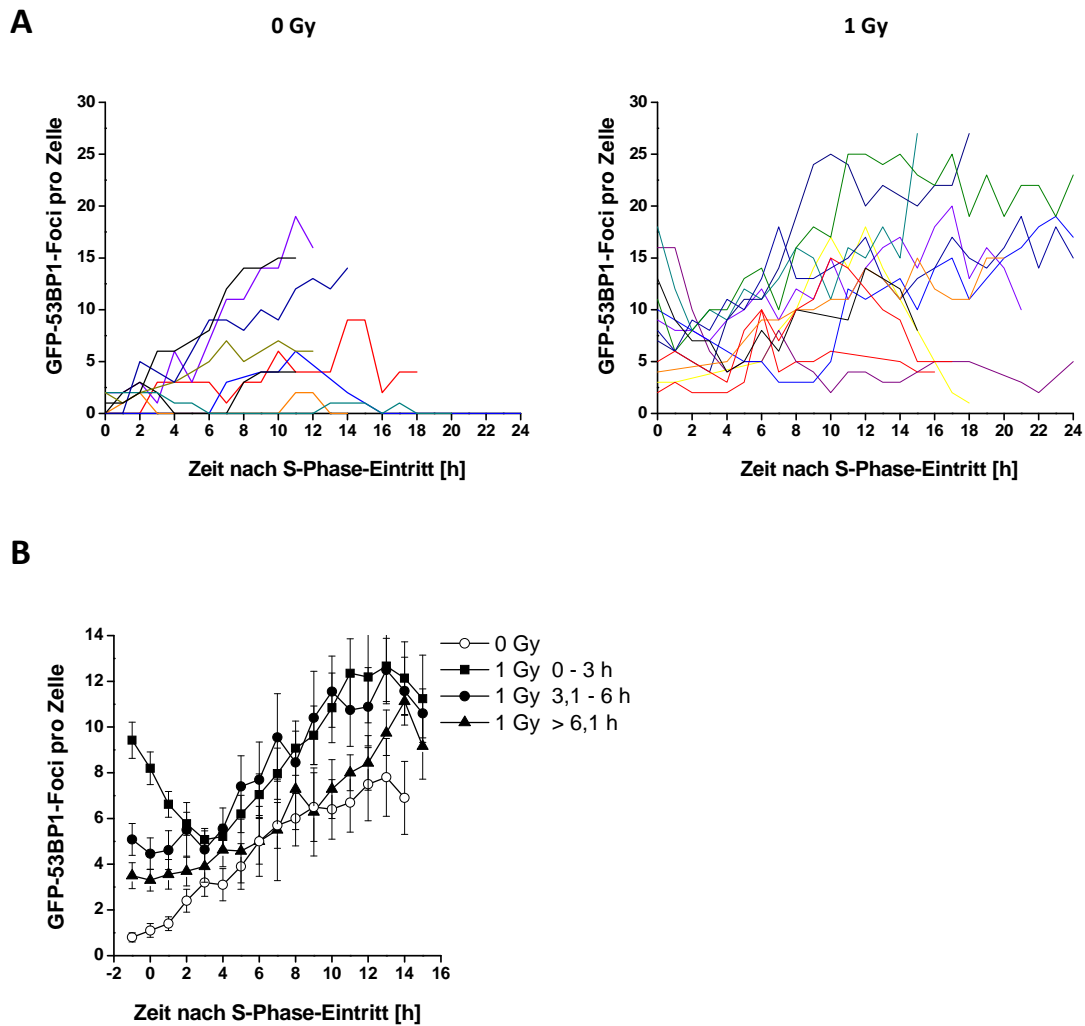 A
0 Gy
1 Gy
GFP-53BP1-Foci pro Zelle
30
25
20
15
10
5
0
0 2 4 6 8 10 12 14 16 18 20 22 24
Zeit nach S-Phase-Eintritt [h]
GFP-53BP1-Foci pro Zelle
30
25
20
15
10
5
0
0 2 4 6 8 10 12 14 16 18 20 22 24
Zeit nach S-Phase-Eintritt [h]
B
GFP-53BP1-Foci pro Zelle
14
12
10
8
6
4
2
0
-2 0 2 4 6 8 10 12 14 16
Zeit nach S-Phase-Eintritt [h]
0 Gy
1 Gy 0 - 3 h
1 Gy 3,1 - 6 h
1 Gy > 6,1 h